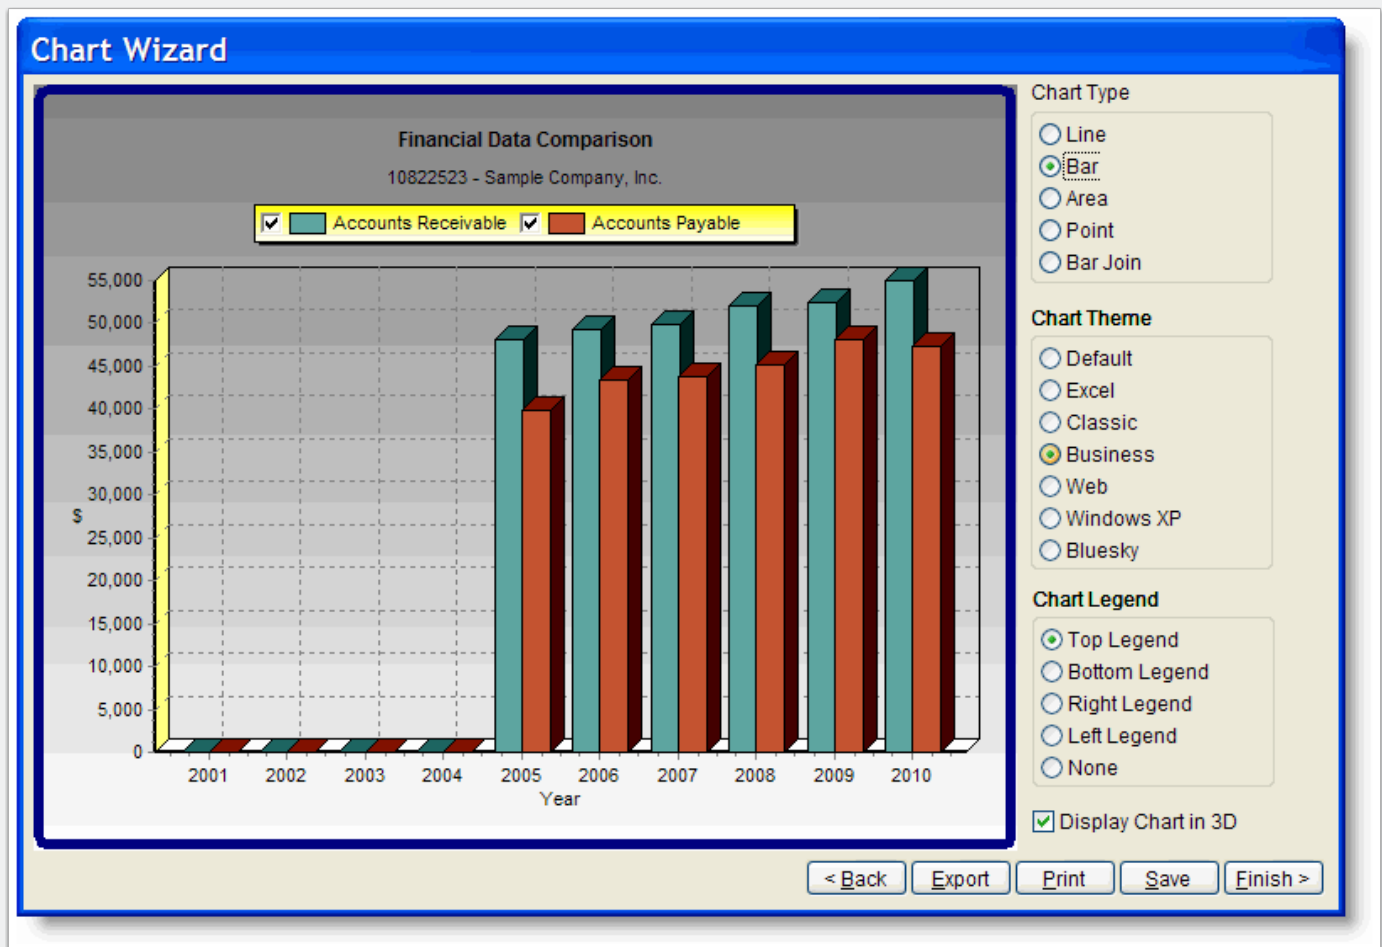 Chart Wizard
Financial Data Comparison
10822523 - Sample Company, Inc.
Accounts Receivable Accounts Payable
55,000
50,000
45,000
40,000
35,000
30,000
$
25,000
20,000
15,000
10,000
5,000
0
2001 2002 2003 2004 2005 2006 2007 2008 2009 2010
Year
Chart Type
Line
Bar
Area
Point
Bar Join
Chart Theme
Default
Excel
Classic
Business
Web
Windows XP
Bluesky
Chart Legend
Top Legend
Bottom Legend
Right Legend
Left Legend
None
Display Chart in 3D
< Back Export Print Save Finish >